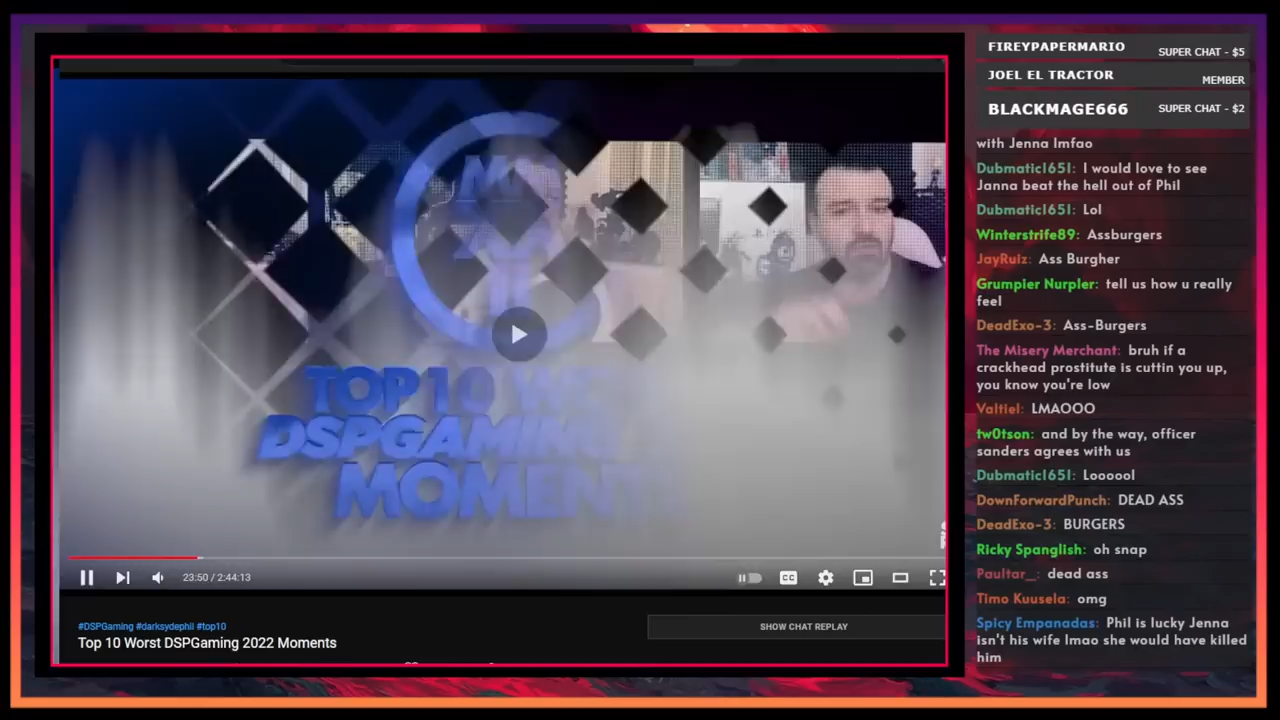 TOP 10
DSPGAMING
MOMENTS
23:50 / 2:44:13
CC
#DSPGaming #darksydephil #top10
Top 10 Worst DSPGaming 2022 Moments
SHOW CHAT REPLAY
FIREYPAPERMARIO SUPER CHAT - $5
JOEL EL TRACTOR MEMBER
BLACKMAGE666 SUPER CHAT - $2
with Jenna lmfao
Dubmatic1651: I would love to see
Janna beat the hell out of Phil
Dubmatic1651: Lol
Winterstrife89: Assburgers
JayRuiz: Ass Burgher
Grumpier Nurpler: tell us how u really
feel
DeadExo-3: Ass-Burgers
The Misery Merchant: bruh if a
crackhead prostitute is cuttin you up,
you know you're low
Valtiel: LMAOOO
tw0tson: and by the way, officer
sanders agrees with us
Dubmatic1651: Looool
DownForwardPunch: DEAD ASS
DeadExo-3: BURGERS
Ricky Spanglish: oh snap
Paultar_: dead ass
Timo Kuusela: omg
Spicy Empanadas: Phil is lucky Jenna
isn't his wife lmao she would have killed
him